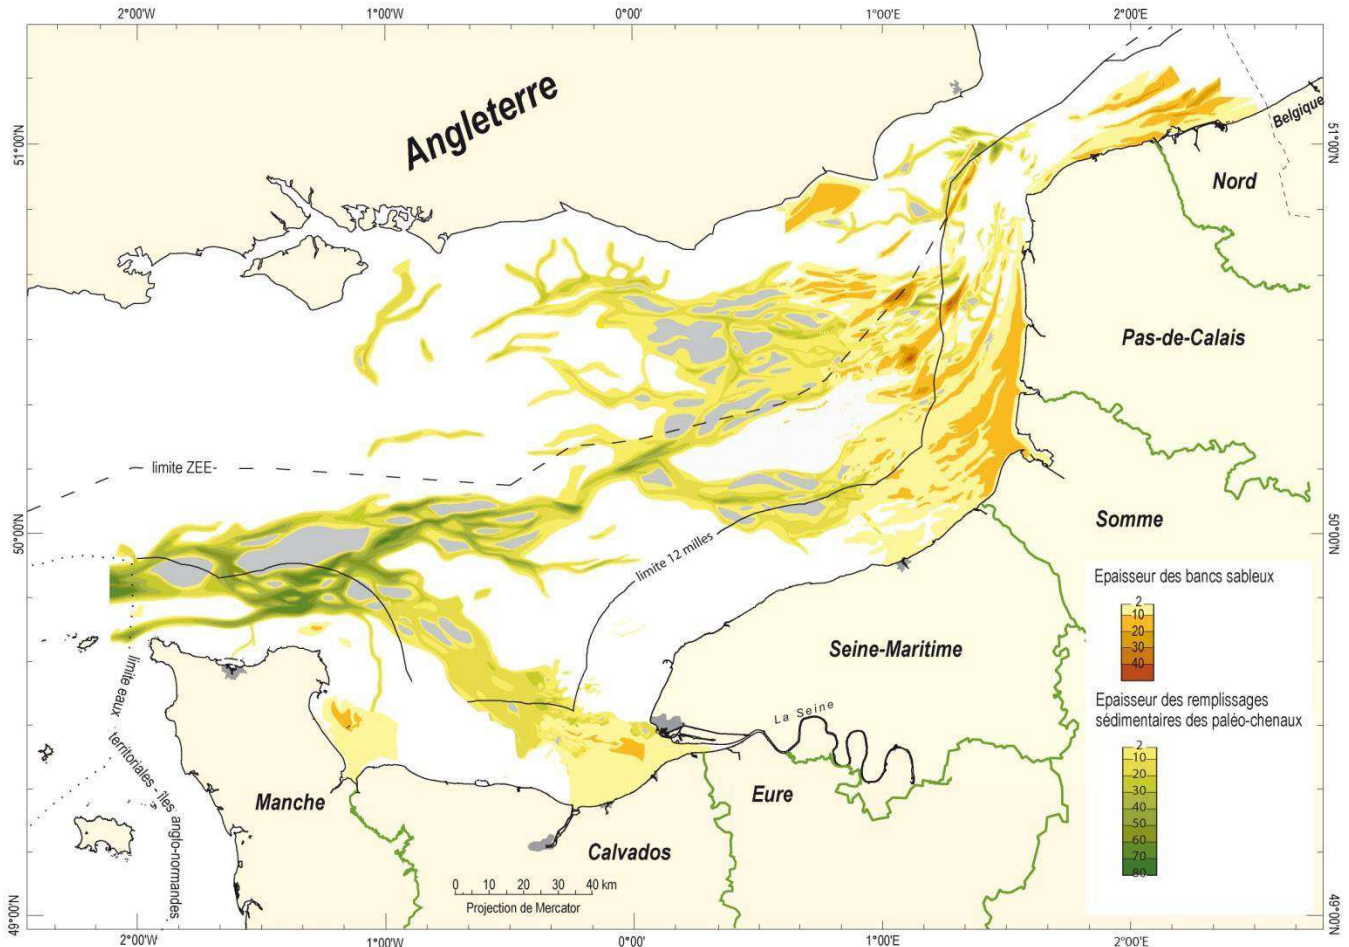 2°00'W
1°00'W
0°00'
1°00'E
2°00'E
Angleterre
51°00'N
51°00'N
Belgique
Nord
Pas-de-Calais
limite ZEE-
50°00'N
50°00'N
Somme
limite 12 milles
Epaisseur des bancs sableux
2
10
20
30
40
Seine-Maritime
limite eaux territoriales - îles anglo-normandes
La Seine
Epaisseur des remplissages
sédimentaires des paléo-chenaux
2
10
20
30
40
50
60
70
80
Manche
Eure
Calvados
0 10 20 30 40 km
Projection de Mercator
49°00'N
49°00'N
2°00'W
1°00'W
0°00'
1°00'E
2°00'E